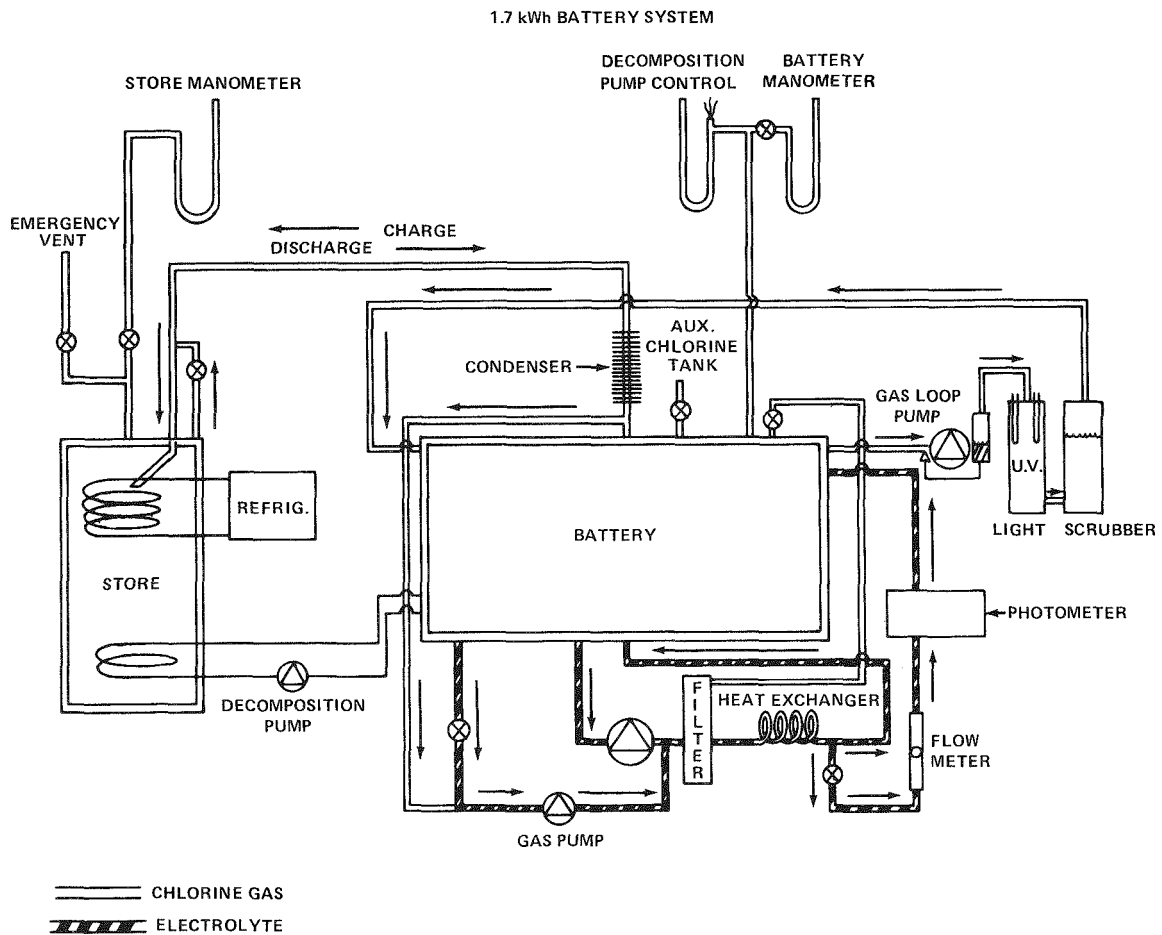 1.7 kWh BATTERY SYSTEM
STORE MANOMETER
DECOMPOSITION
PUMP CONTROL
BATTERY
MANOMETER
EMERGENCY
VENT
CHARGE
DISCHARGE
AUX.
CHLORINE
TANK
CONDENSER
GAS LOOP
PUMP
U.V.
LIGHT
SCRUBBER
REFRIG.
BATTERY
STORE
PHOTOMETER
DECOMPOSITION
PUMP
FILTER
HEAT EXCHANGER
FLOW
METER
GAS PUMP
CHLORINE GAS
ELECTROLYTE